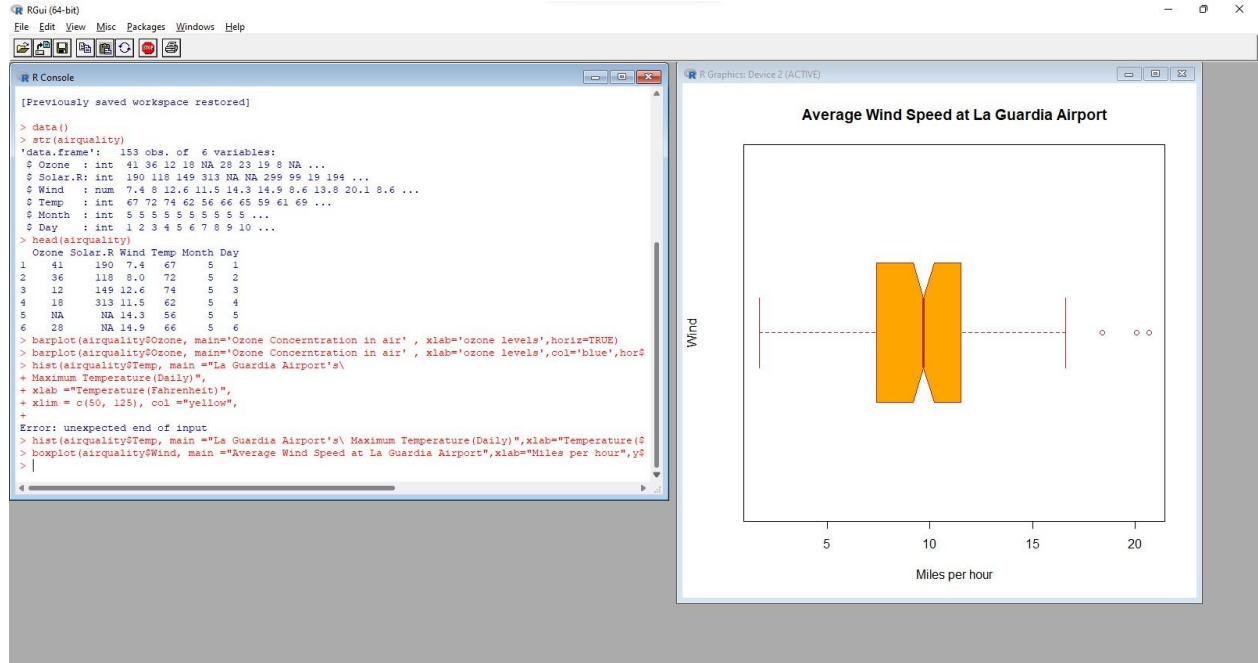 RGui (64-bit)
File Edit View Misc Packages Windows Help
STOP
R Console
[Previously saved workspace restored]
> data()
> str(airquality)
'data.frame':   153 obs. of  6 variables:
 $ Ozone  : int  41 36 12 18 NA 28 23 19 8 NA ...
 $ Solar.R: int  190 118 149 313 NA NA 299 99 19 194 ...
 $ Wind   : num  7.4 8 12.6 11.5 14.3 14.9 8.6 13.8 20.1 8.6 ...
 $ Temp   : int  67 72 74 62 56 66 65 59 61 69 ...
 $ Month  : int  5 5 5 5 5 5 5 5 5 5 ...
 $ Day    : int  1 2 3 4 5 6 7 8 9 10 ...
> head(airquality)
  Ozone Solar.R Wind Temp Month Day
1    41     190  7.4   67     5   1
2    36     118  8.0   72     5   2
3    12     149 12.6   74     5   3
4    18     313 11.5   62     5   4
5    NA      NA 14.3   56     5   5
6    28      NA 14.9   66     5   6
> barplot(airquality$Ozone, main='Ozone Concerntration in air' , xlab='ozone levels',horiz=TRUE)
> barplot(airquality$Ozone, main='Ozone Concerntration in air' , xlab='ozone levels',col='blue',hor$
> hist(airquality$Temp, main ="La Guardia Airport's\
+ Maximum Temperature(Daily)",
+ xlab ="Temperature(Fahrenheit)",
+ xlim = c(50, 125), col ="yellow",
+
Error: unexpected end of input
> hist(airquality$Temp, main ="La Guardia Airport's\ Maximum Temperature(Daily)",xlab="Temperature($
> boxplot(airquality$Wind, main ="Average Wind Speed at La Guardia Airport",xlab="Miles per hour",y$
>
R Graphics: Device 2 (ACTIVE)
Average Wind Speed at La Guardia Airport
Wind
5 10 15 20
Miles per hour